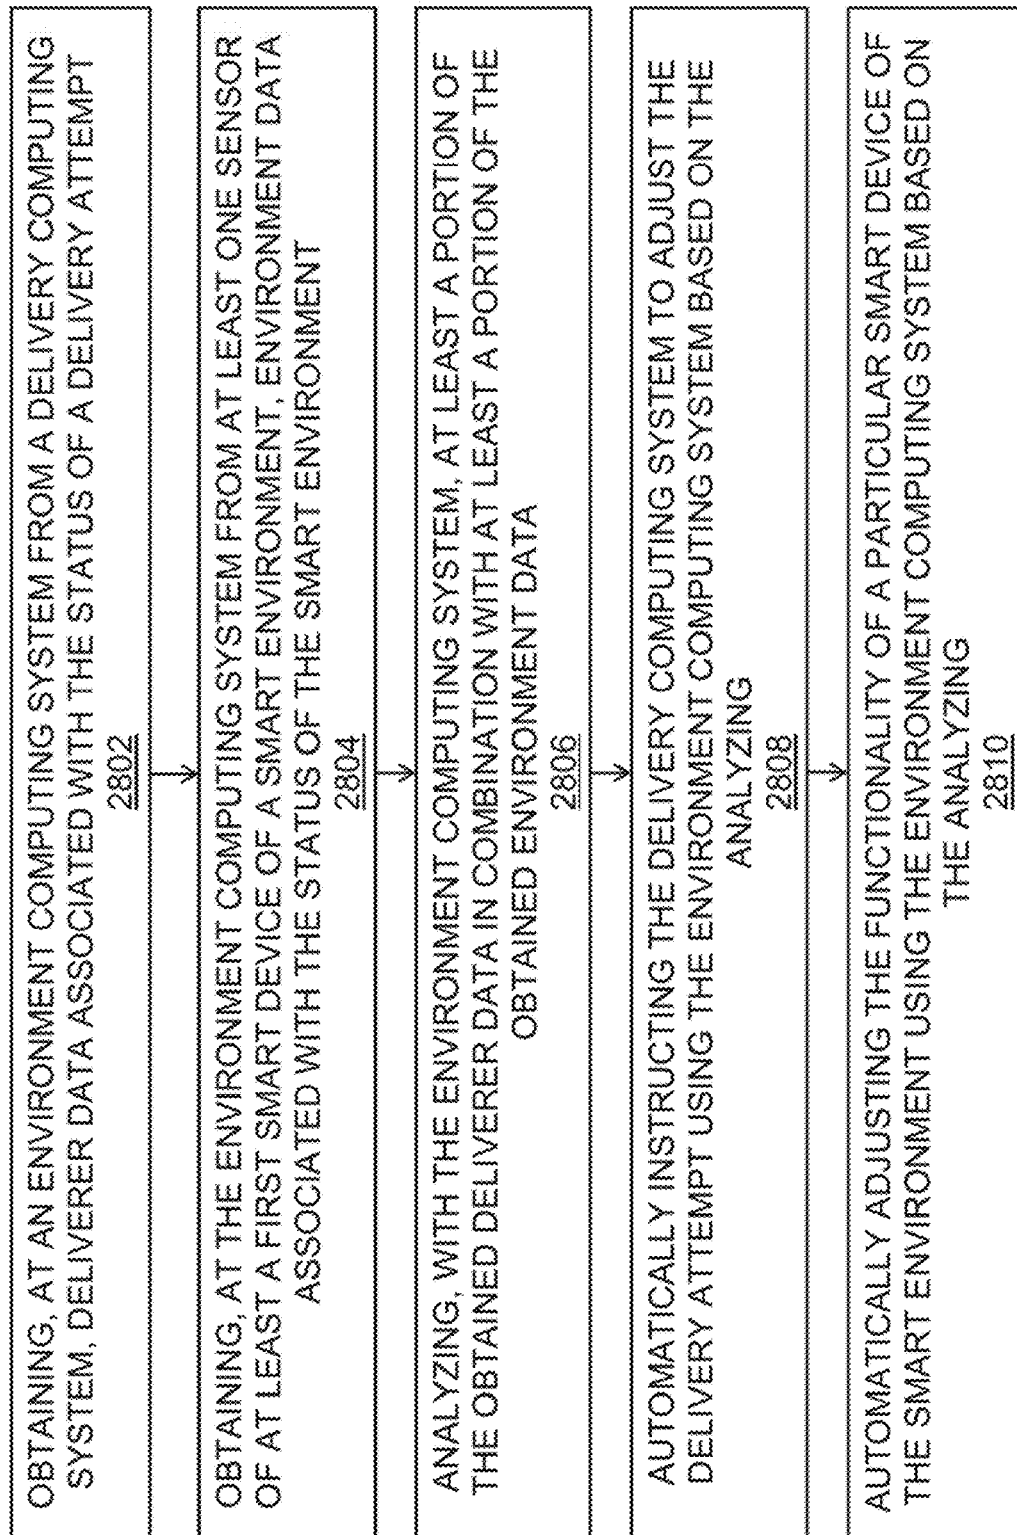 OBTAINING, AT AN ENVIRONMENT COMPUTING SYSTEM FROM A DELIVERY COMPUTING
SYSTEM, DELIVERER DATA ASSOCIATED WITH THE STATUS OF A DELIVERY ATTEMPT
2802
OBTAINING, AT THE ENVIRONMENT COMPUTING SYSTEM FROM AT LEAST ONE SENSOR
OF AT LEAST A FIRST SMART DEVICE OF A SMART ENVIRONMENT, ENVIRONMENT DATA
ASSOCIATED WITH THE STATUS OF THE SMART ENVIRONMENT
2804
ANALYZING, WITH THE ENVIRONMENT COMPUTING SYSTEM, AT LEAST A PORTION OF
THE OBTAINED DELIVERER DATA IN COMBINATION WITH AT LEAST A PORTION OF THE
OBTAINED ENVIRONMENT DATA
2806
AUTOMATICALLY INSTRUCTING THE DELIVERY COMPUTING SYSTEM TO ADJUST THE
DELIVERY ATTEMPT USING THE ENVIRONMENT COMPUTING SYSTEM BASED ON THE
ANALYZING
2808
AUTOMATICALLY ADJUSTING THE FUNCTIONALITY OF A PARTICULAR SMART DEVICE OF
THE SMART ENVIRONMENT USING THE ENVIRONMENT COMPUTING SYSTEM BASED ON
THE ANALYZING
2810